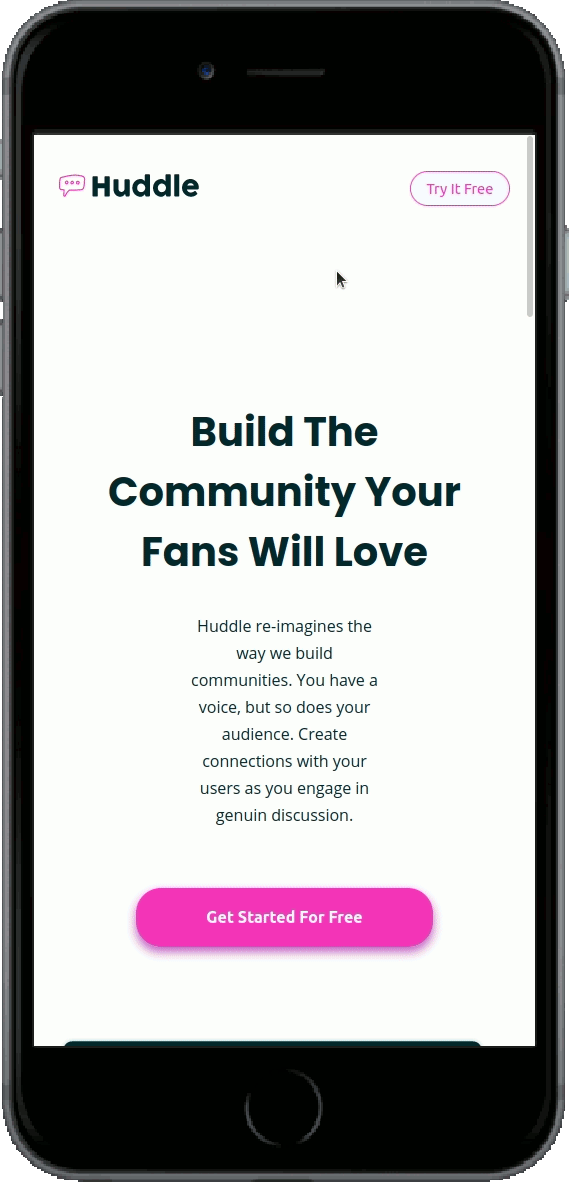 Huddle
Try It Free
Build The
Community Your
Fans Will Love
Huddle re-imagines the
way we build
communities. You have a
voice, but so does your
audience. Create
connections with your
users as you engage in
genuin discussion.
Get Started For Free